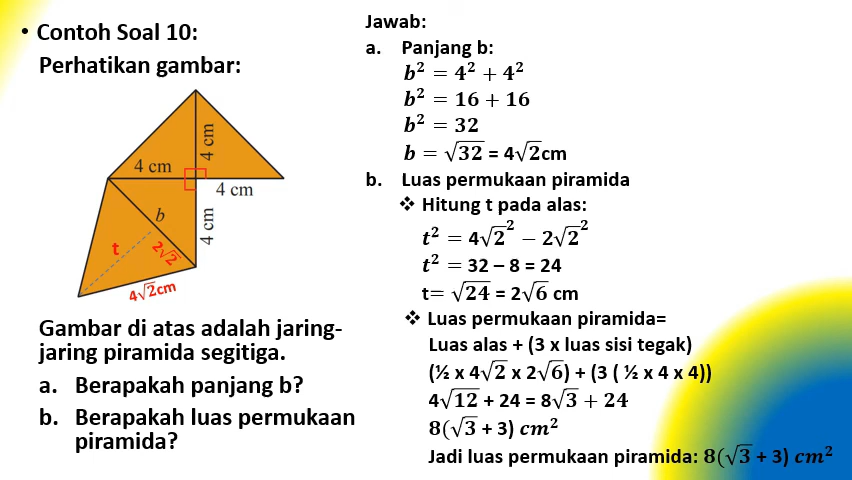 • Contoh Soal 10:
Perhatikan gambar:
4 cm
4 cm
4 cm
4 cm
b
t
2√2
4√2cm
Gambar di atas adalah jaring-
jaring piramida segitiga.
a. Berapakah panjang b?
b. Berapakah luas permukaan
piramida?
Jawab:
a. Panjang b:
b² = 4² + 4²
b² = 16 + 16
b² = 32
b = √32 = 4√2cm
b. Luas permukaan piramida
❖ Hitung t pada alas:
t² = 4√2² − 2√2²
t² = 32 – 8 = 24
t= √24 = 2√6 cm
❖ Luas permukaan piramida=
Luas alas + (3 x luas sisi tegak)
(½ x 4√2 x 2√6) + (3 ( ½ x 4 x 4))
4√12 + 24 = 8√3 + 24
8(√3 + 3) cm²
Jadi luas permukaan piramida: 8(√3 + 3) cm²